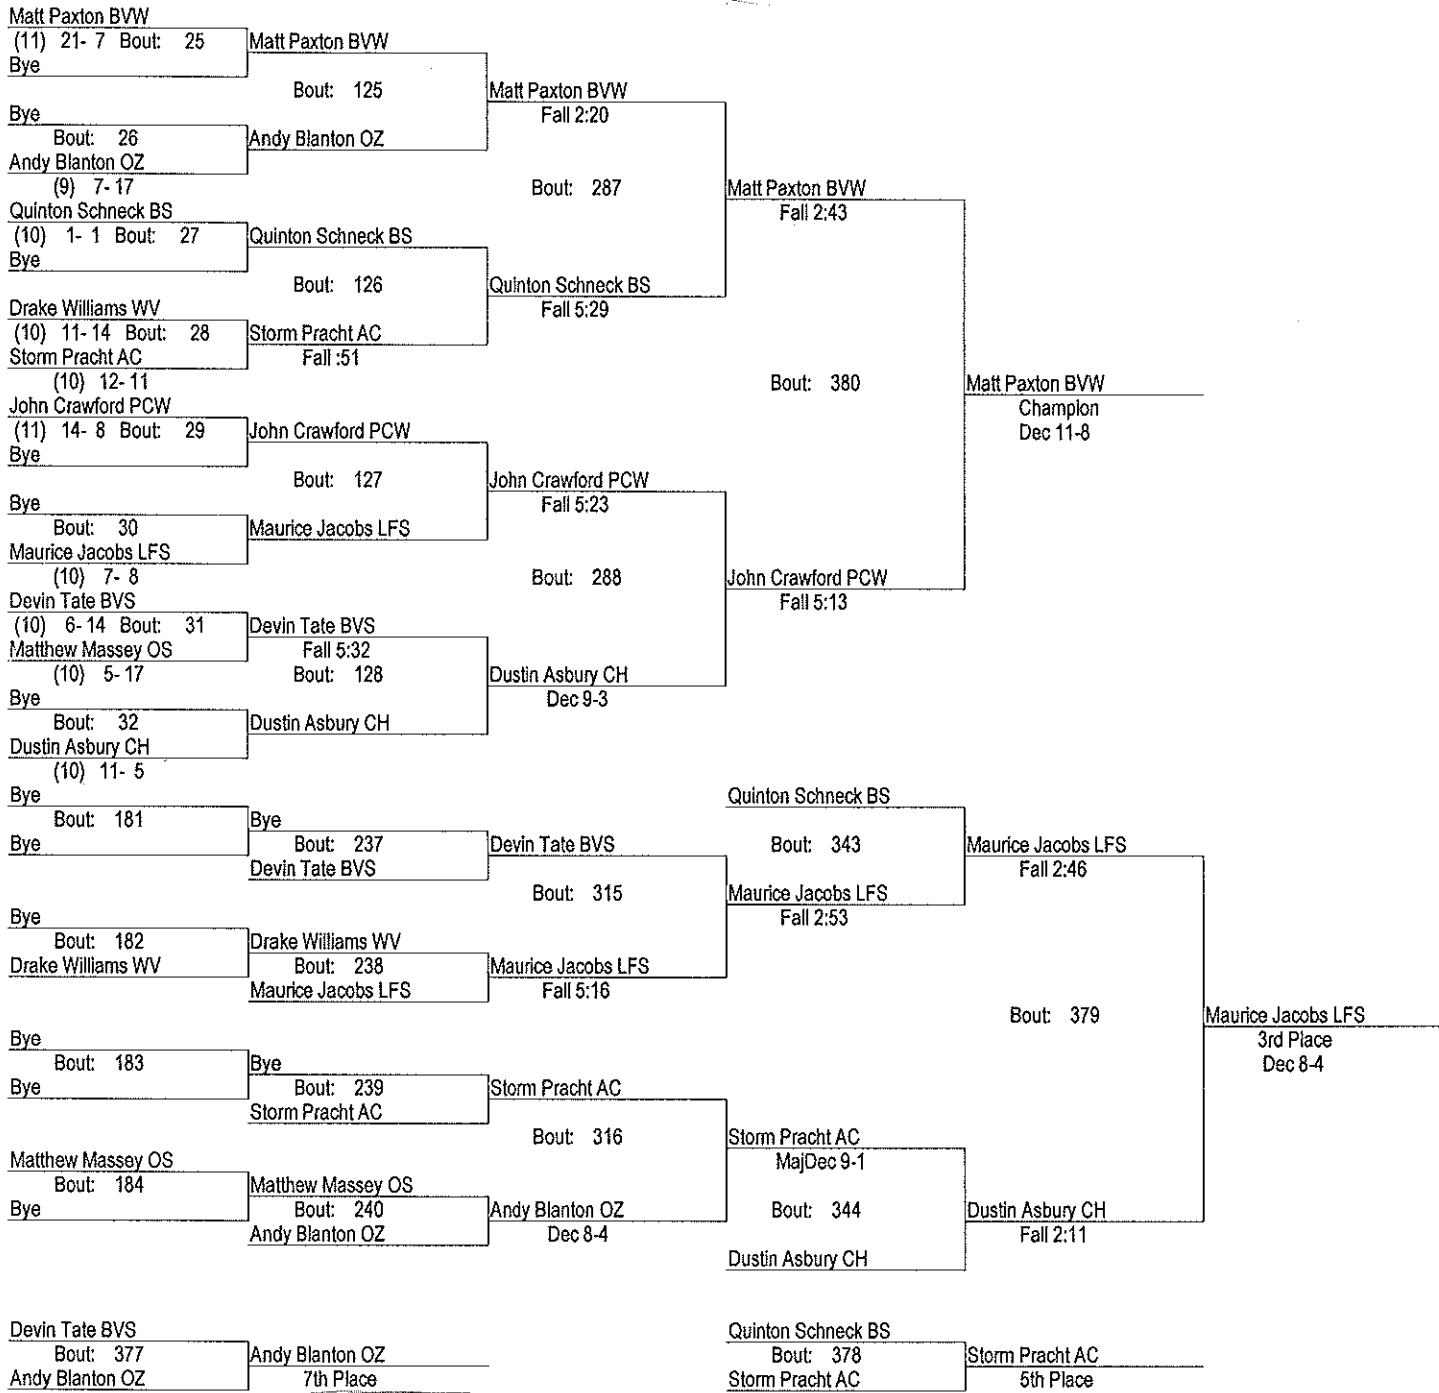 Matt Paxton BVW
(11) 21- 7 Bout: 25
Bye
Matt Paxton BVW
Bout: 125
Bye
Bout: 26
Andy Blanton OZ
(9) 7- 17
Andy Blanton OZ
Matt Paxton BVW
Fall 2:20
Bout: 287
Quinton Schneck BS
(10) 1- 1 Bout: 27
Bye
Quinton Schneck BS
Bout: 126
Drake Williams WV
(10) 11- 14 Bout: 28
Storm Pracht AC
(10) 12- 11
Storm Pracht AC
Fall :51
Quinton Schneck BS
Fall 5:29
Matt Paxton BVW
Fall 2:43
Bout: 380
John Crawford PCW
(11) 14- 8 Bout: 29
Bye
John Crawford PCW
Bout: 127
Bye
Bout: 30
Maurice Jacobs LFS
(10) 7- 8
Maurice Jacobs LFS
John Crawford PCW
Fall 5:23
Bout: 288
Devin Tate BVS
(10) 6- 14 Bout: 31
Matthew Massey OS
(10) 5- 17
Devin Tate BVS
Fall 5:32
Bout: 128
Bye
Bout: 32
Dustin Asbury CH
(10) 11- 5
Dustin Asbury CH
Dustin Asbury CH
Dec 9-3
John Crawford PCW
Fall 5:13
Matt Paxton BVW
Champion
Dec 11-8
Bye
Bout: 181
Bye
Bye
Bout: 237
Devin Tate BVS
Devin Tate BVS
Bout: 315
Bye
Bout: 182
Drake Williams WV
Drake Williams WV
Bout: 238
Maurice Jacobs LFS
Maurice Jacobs LFS
Fall 5:16
Quinton Schneck BS
Bout: 343
Maurice Jacobs LFS
Fall 2:53
Maurice Jacobs LFS
Fall 2:46
Bout: 379
Bye
Bout: 183
Bye
Bye
Bout: 239
Storm Pracht AC
Storm Pracht AC
Bout: 316
Matthew Massey OS
Bout: 184
Bye
Matthew Massey OS
Bout: 240
Andy Blanton OZ
Andy Blanton OZ
Dec 8-4
Storm Pracht AC
MajDec 9-1
Bout: 344
Dustin Asbury CH
Dustin Asbury CH
Fall 2:11
Maurice Jacobs LFS
3rd Place
Dec 8-4
Devin Tate BVS
Bout: 377
Andy Blanton OZ
Andy Blanton OZ
7th Place
Quinton Schneck BS
Bout: 378
Storm Pracht AC
Storm Pracht AC
5th Place